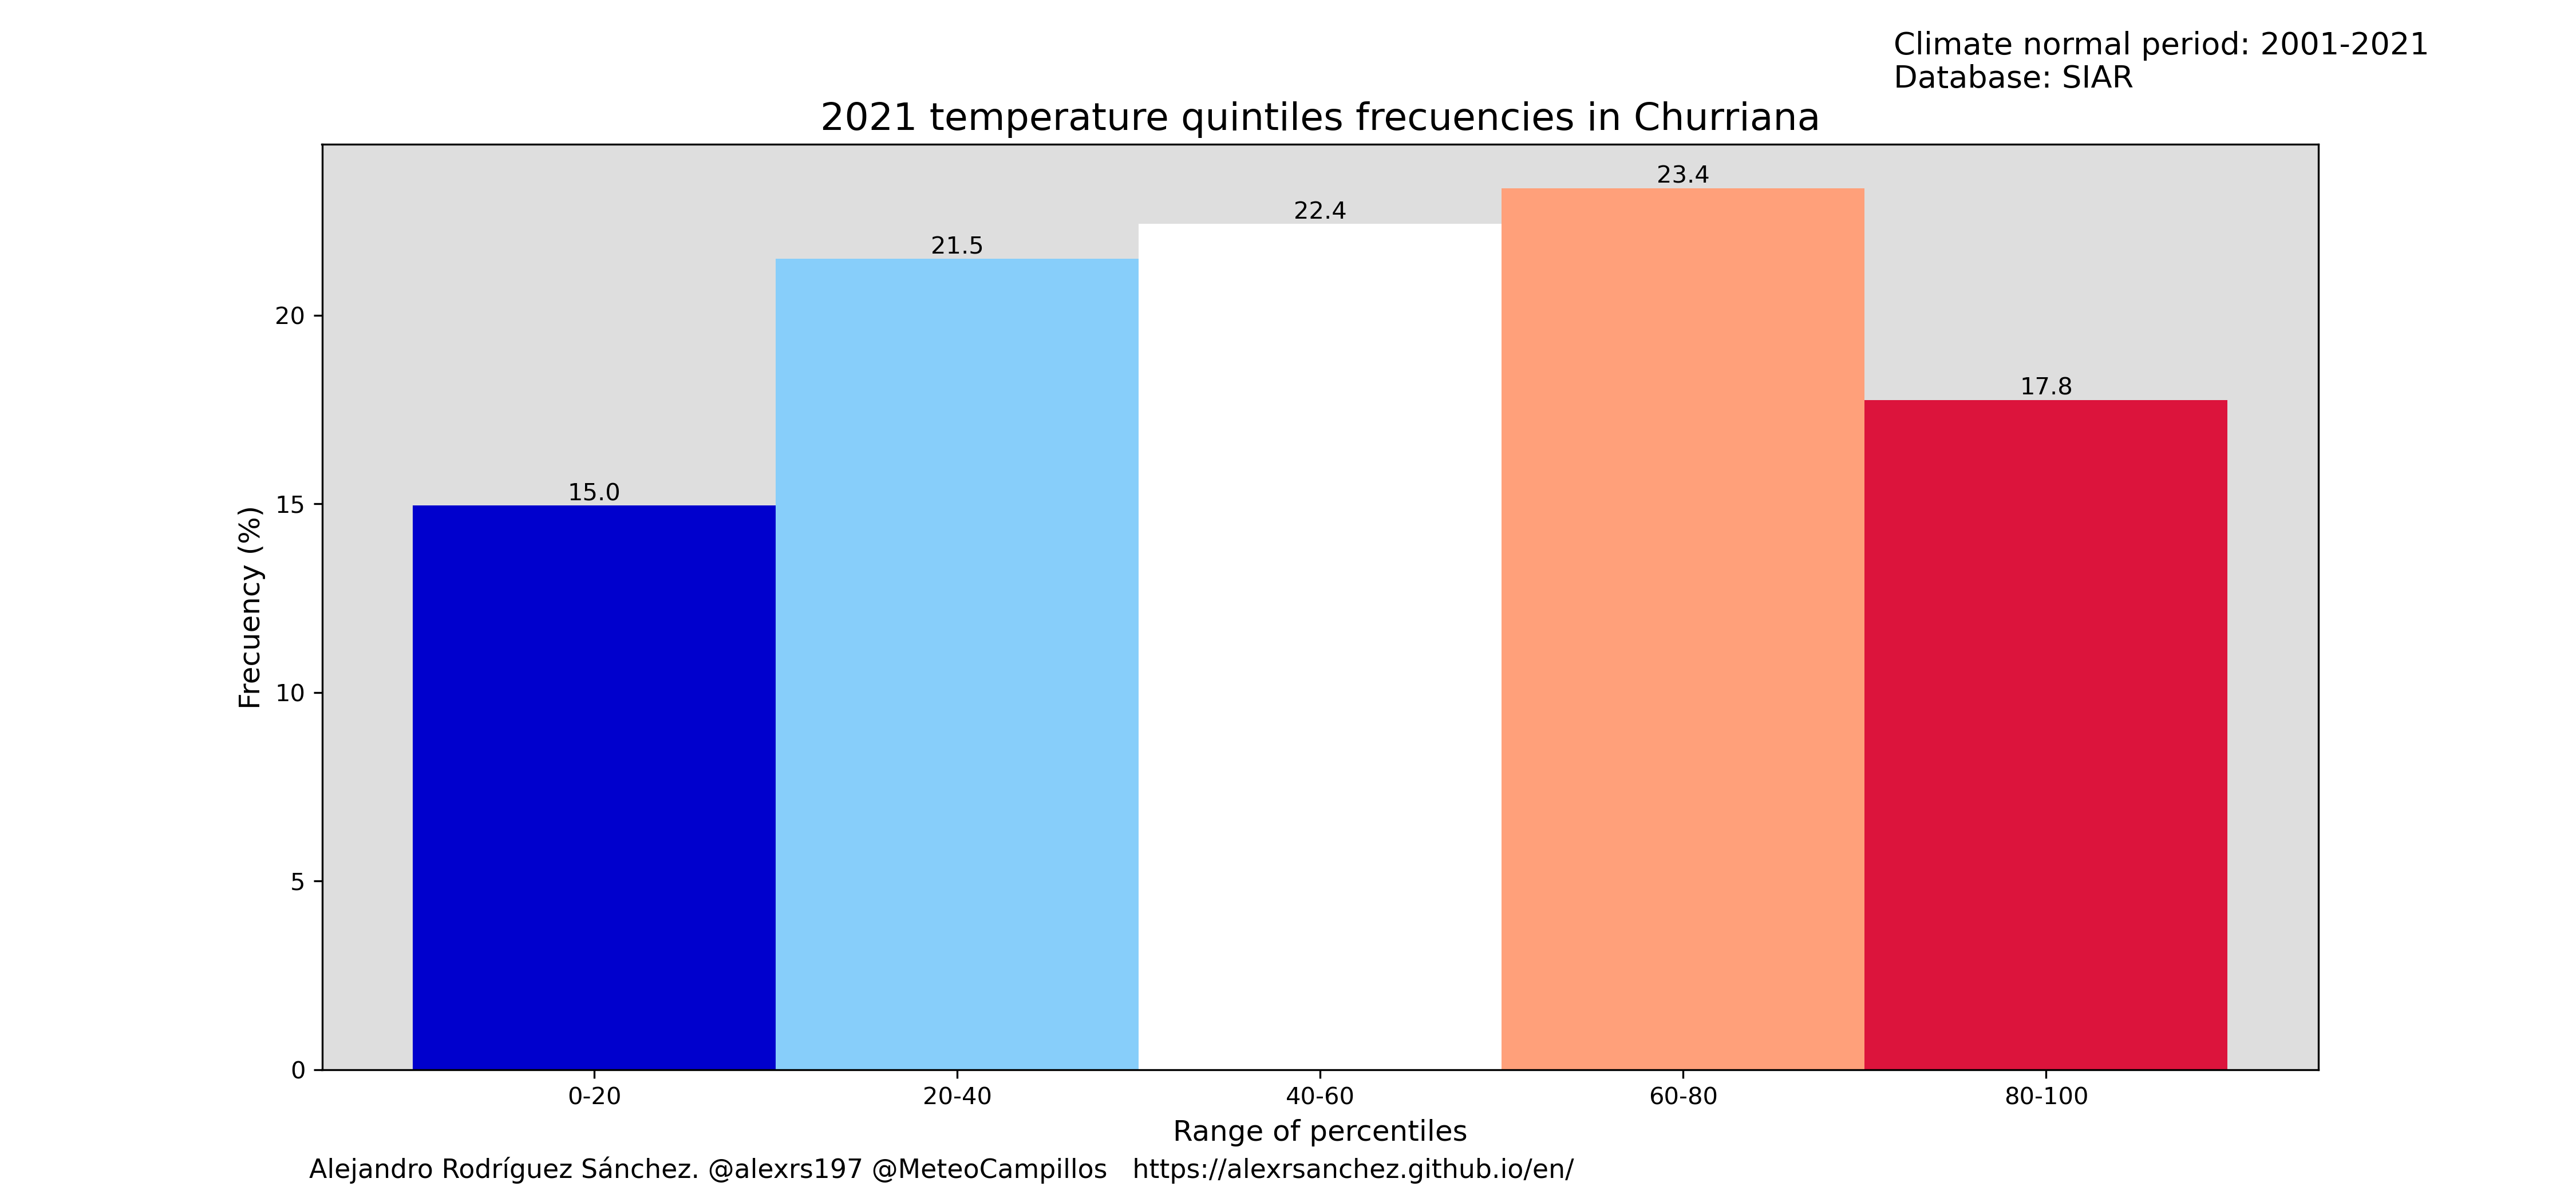 Climate normal period: 2001-2021
Database: SIAR
2021 temperature quintiles frecuencies in Churriana
23.4
22.4
21.5
20
17.8
15.0
15
Frecuency (%)
10
5
0
0-20 20-40 40-60 60-80 80-100
Range of percentiles
Alejandro Rodríguez Sánchez. @alexrs197 @MeteoCampillos https://alexrsanchez.github.io/en/